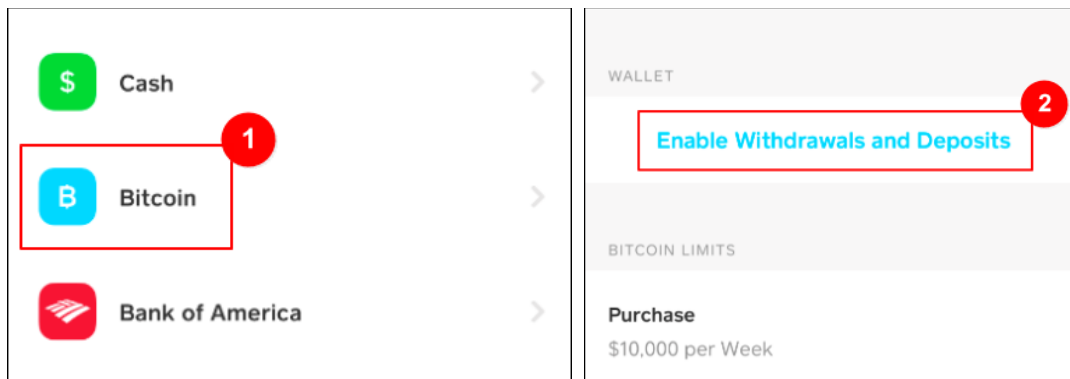 $ Cash
1
B Bitcoin
Bank of America
WALLET
2
Enable Withdrawals and Deposits
BITCOIN LIMITS
Purchase
$10,000 per Week